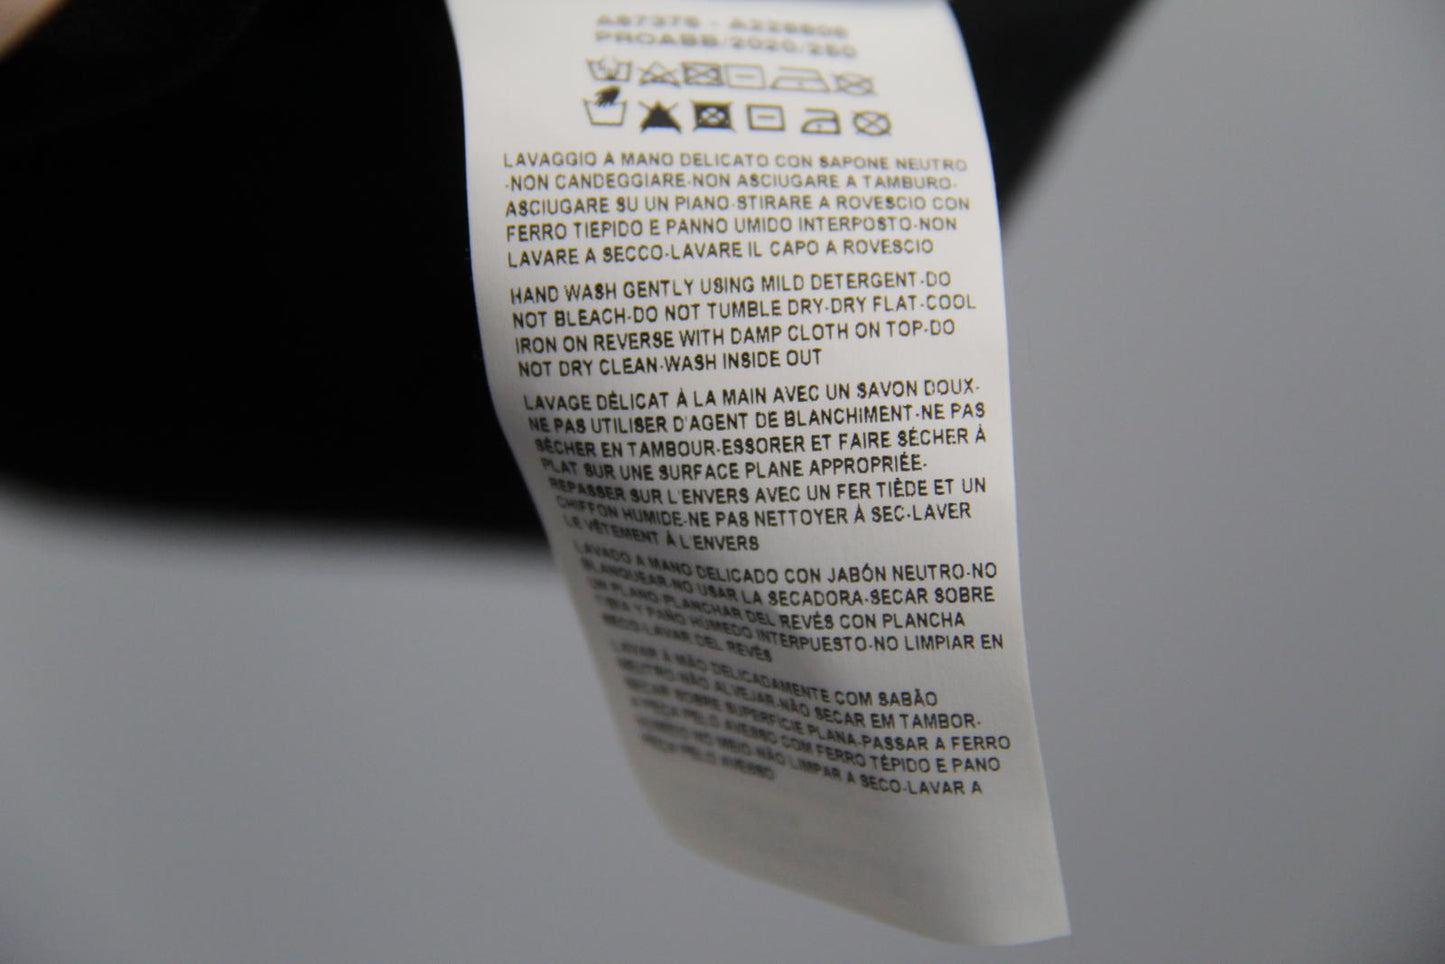 PROABB/2020/250
LAVAGGIO A MANO DELICATO CON SAPONE NEUTRO
-NON CANDEGGIARE-NON ASCIUGARE A TAMBURO-
ASCIUGARE SU UN PIANO-STIRARE A ROVESCIO CON
FERRO TIEPIDO E PANNO UMIDO INTERPOSTO-NON
LAVARE A SECCO-LAVARE IL CAPO A ROVESCIO
HAND WASH GENTLY USING MILD DETERGENT-DO
NOT BLEACH-DO NOT TUMBLE DRY-DRY FLAT-COOL
IRON ON REVERSE WITH DAMP CLOTH ON TOP-DO
NOT DRY CLEAN-WASH INSIDE OUT
LAVAGE DÉLICAT À LA MAIN AVEC UN SAVON DOUX-
NE PAS UTILISER D'AGENT DE BLANCHIMENT-NE PAS
SÉCHER EN TAMBOUR-ESSORER ET FAIRE SÉCHER À
PLAT SUR UNE SURFACE PLANE APPROPRIÉE-
REPASSER SUR L'ENVERS AVEC UN FER TIÈDE ET UN
CHIFFON HUMIDE-NE PAS NETTOYER À SEC-LAVER
LE VÊTEMENT À L'ENVERS
LAVADO A MANO DELICADO CON JABÓN NEUTRO-NO
BLANQUEAR-NO USAR LA SECADORA-SECAR SOBRE
UN PLANO-PLANCHAR DEL REVÉS CON PLANCHA
TIBIA Y PAÑO HÚMEDO INTERPUESTO-NO LIMPIAR EN
SECO-LAVAR DEL REVÉS
LAVAR À MÃO DELICADAMENTE COM SABÃO
NEUTRO-NÃO ALVEJAR-NÃO SECAR EM TAMBOR-
SECAR SOBRE SUPERFÍCIE PLANA-PASSAR A FERRO
A PEÇA PELO AVESSO COM FERRO TÉPIDO E PANO
NO MEIO NÃO LIMPAR A SECO-LAVAR A
PEÇA PELO AVESSO